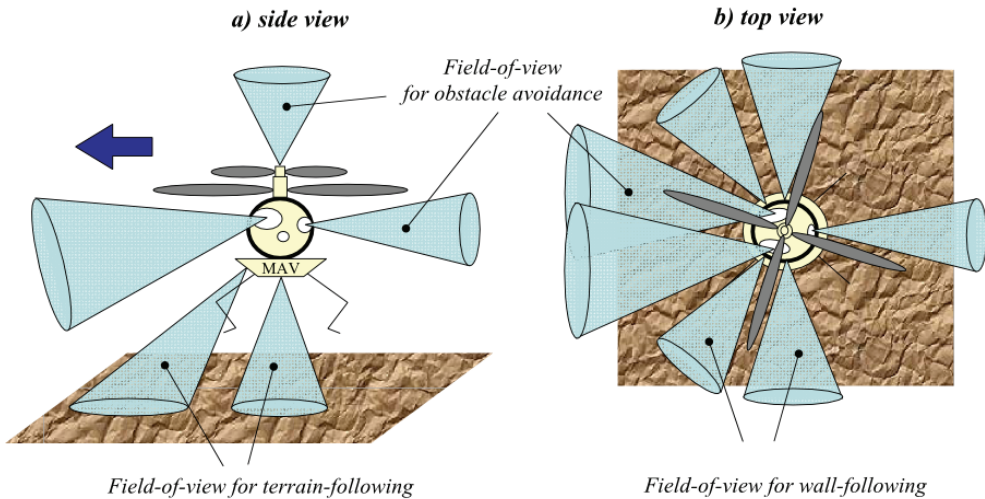 a) side view
b) top view
Field-of-view
for obstacle avoidance
MAV
Field-of-view for terrain-following
Field-of-view for wall-following